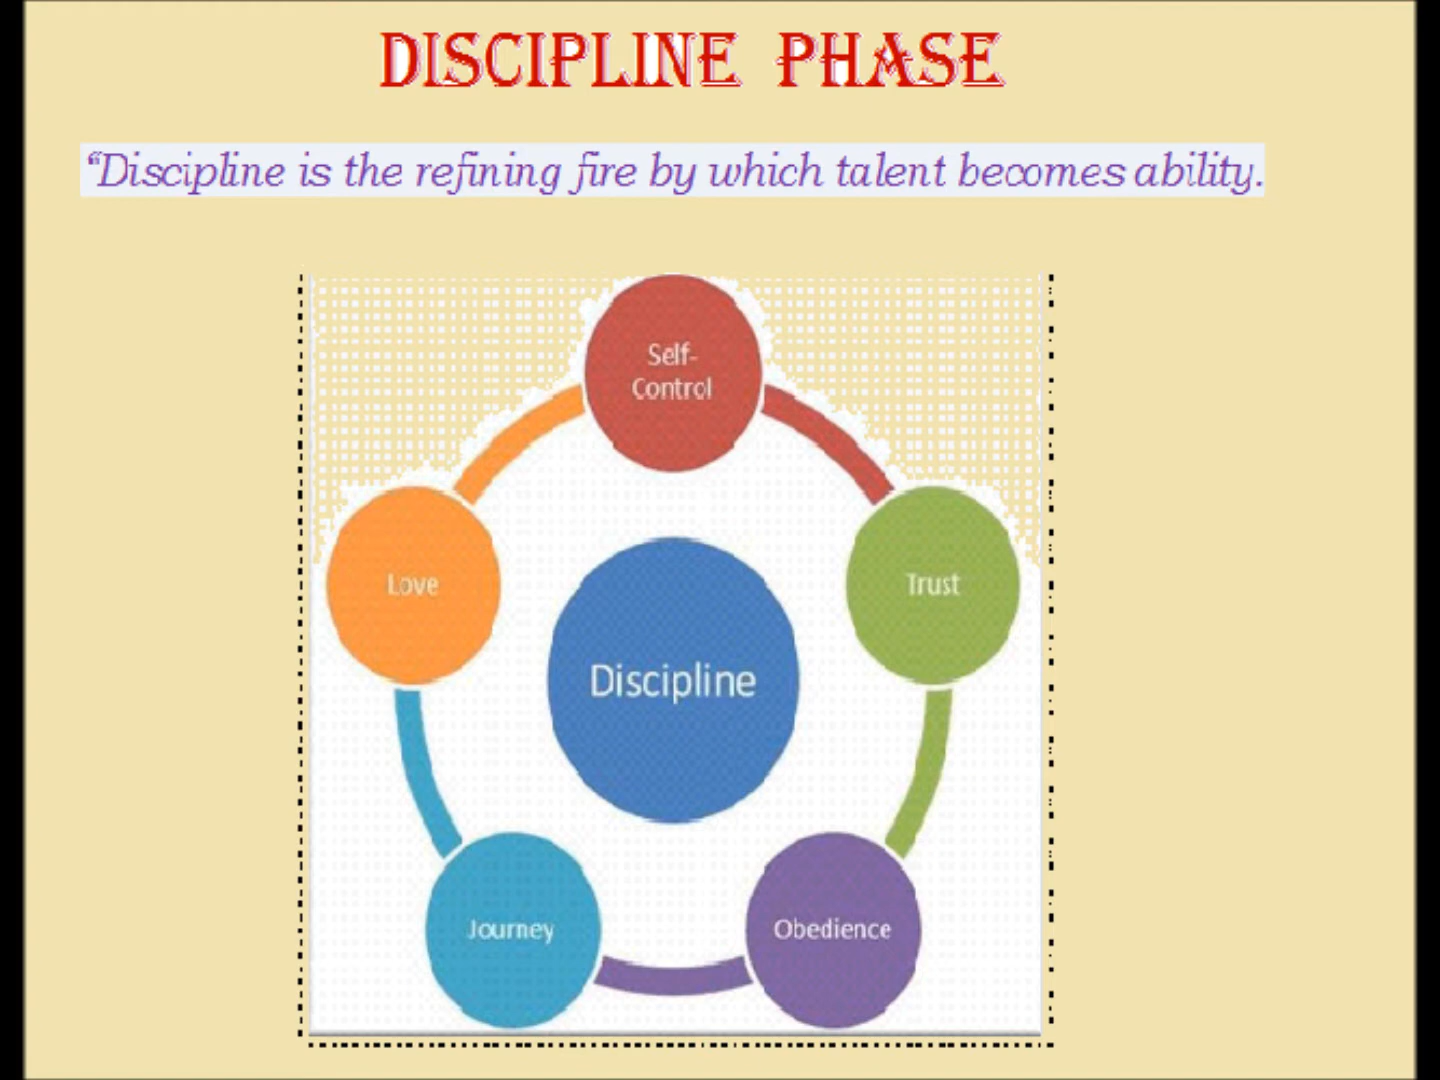 DISCIPLINE PHASE
“Discipline is the refining fire by which talent becomes ability.
Self-
Control
Love
Trust
Discipline
Journey
Obedience